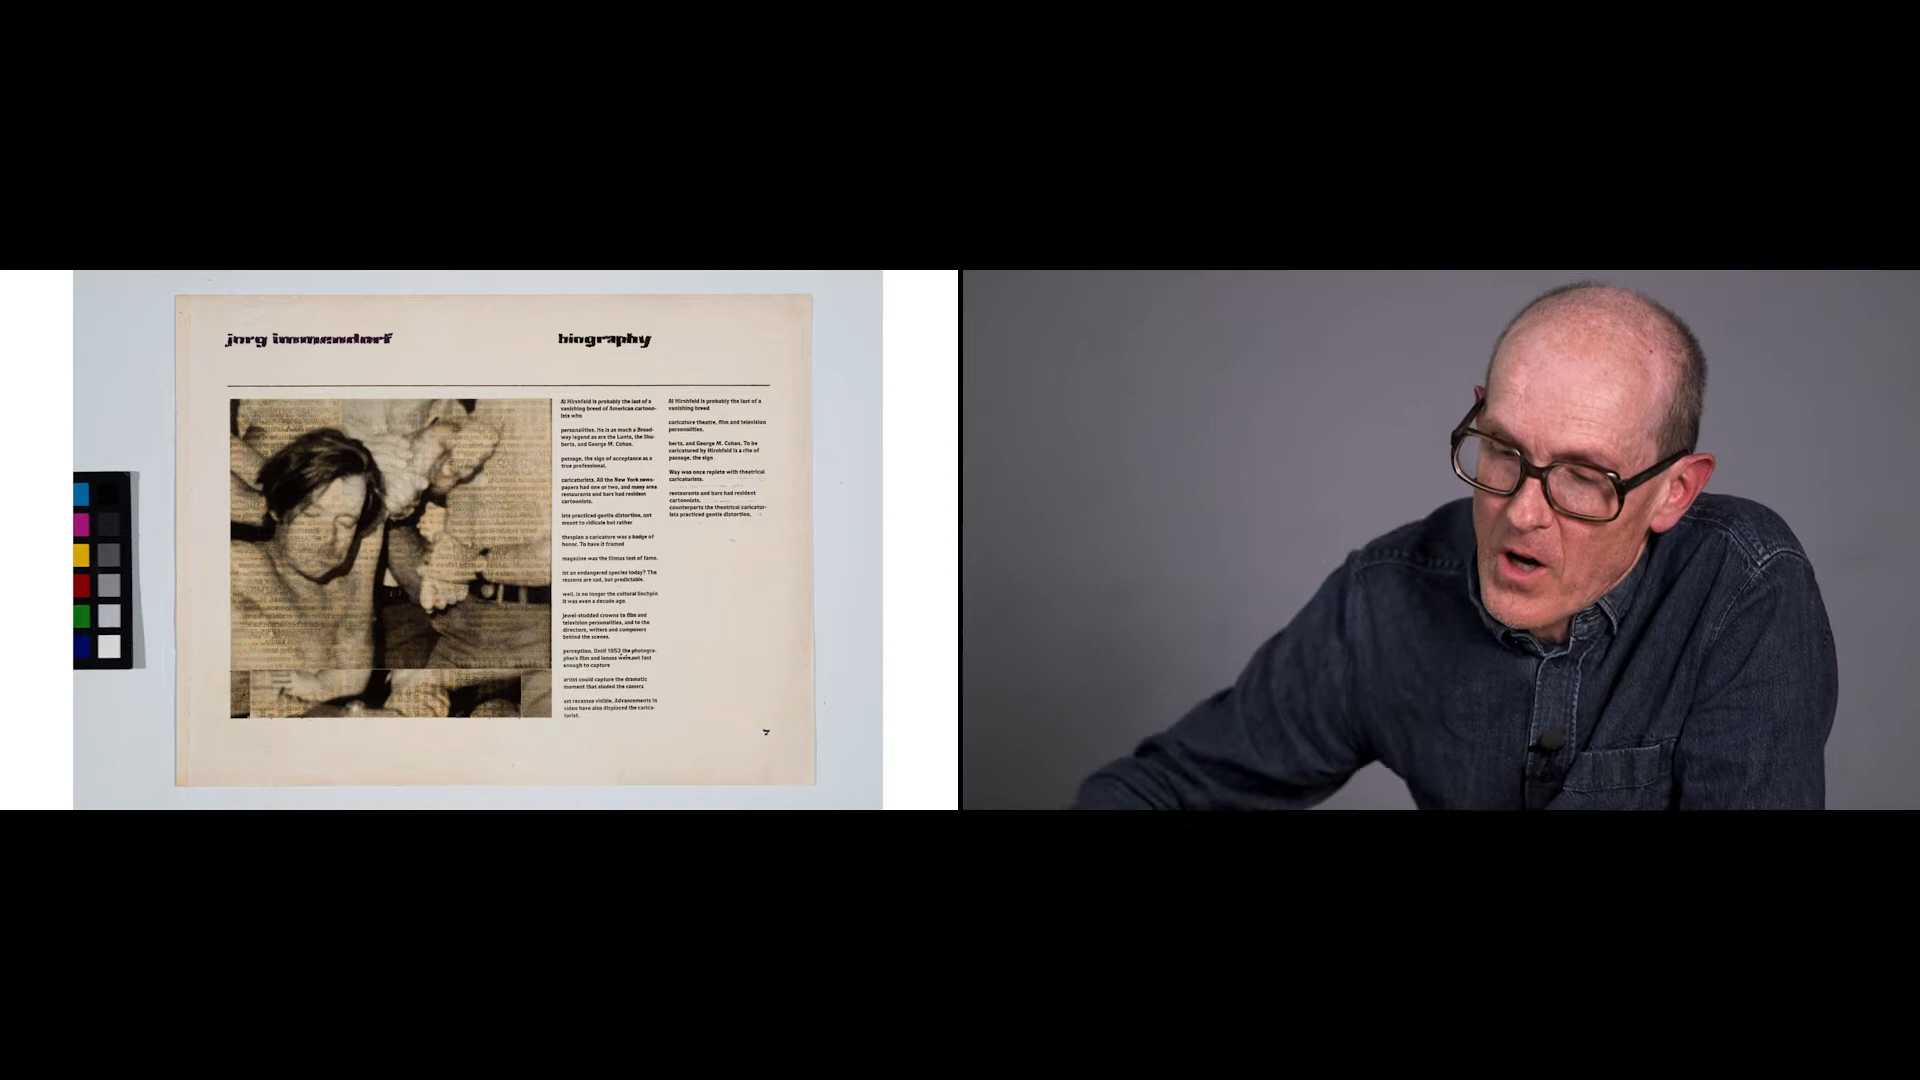 jorg immendorf
biography
Al Hirshfeld is probably the last of a
vanishing breed of American cartoon-
ists who
personalities. He is as much a Broad-
way legend as are the Lunts, the Shu-
berts, and George M. Cohan.
passage, the sign of acceptance as a
true professional.
caricaturists. All the New York news-
papers had one or two, and many area
restaurants and bars had resident
cartoonists.
ists practiced gentle distortion, not
meant to ridicule but rather
thespian a caricature was a badge of
honor. To have it framed
magazine was the litmus test of fame.
ist an endangered species today? The
reasons are sad, but predictable.
well, is no longer the cultural linchpin
it was even a decade ago
jewel-studded crowns to film and
television personalities, and to the
directors, writers and composers
behind the scenes.
perception. Until 1953 the photogra-
pher's film and lenses were not fast
enough to capture
artist could capture the dramatic
moment that eluded the camera
est recesses visible. Advancements in
video have also displaced the carica-
turist.
Al Hirshfeld is probably the last of a
vanishing breed
caricature theatre, film and television
personalities.
berts, and George M. Cohan. To be
caricatured by Hirshfeld is a rite of
passage, the sign
Way was once replete with theatrical
caricaturists.
restaurants and bars had resident
cartoonists.
counterparts the theatrical caricatur-
ists practiced gentle distortion,
7